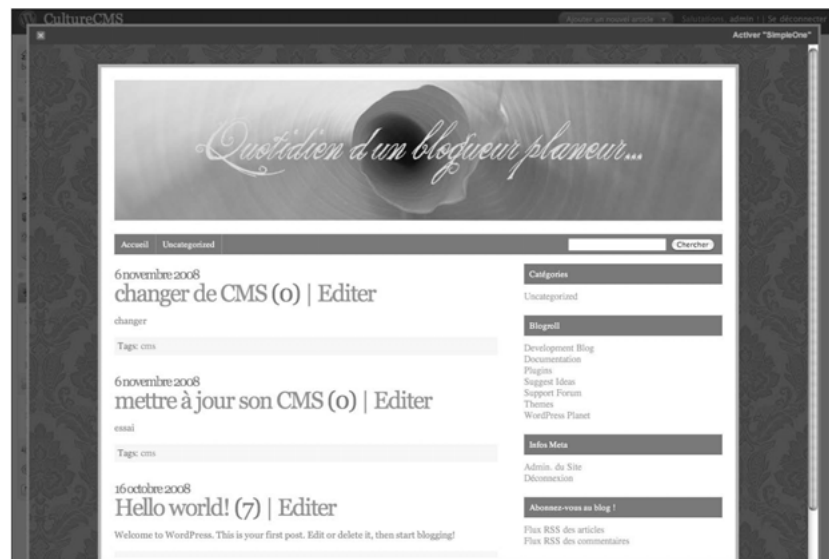 CultureCMS
Ajouter un nouvel article Salutations, admin ! | Se déconnecter
Activer "SimpleOne"
Quotidien d'un blogueur planeur...
Accueil Uncategorized Chercher
6 novembre 2008
changer de CMS (0) | Editer
changer
Tags: cms
6 novembre 2008
mettre à jour son CMS (0) | Editer
essai
Tags: cms
16 octobre 2008
Hello world! (7) | Editer
Welcome to WordPress. This is your first post. Edit or delete it, then start blogging!
Catégories
Uncategorized
Blogroll
Development Blog
Documentation
Plugins
Suggest Ideas
Support Forum
Themes
WordPress Planet
Infos Meta
Admin. du Site
Déconnexion
Abonnez-vous au blog !
Flux RSS des articles
Flux RSS des commentaires